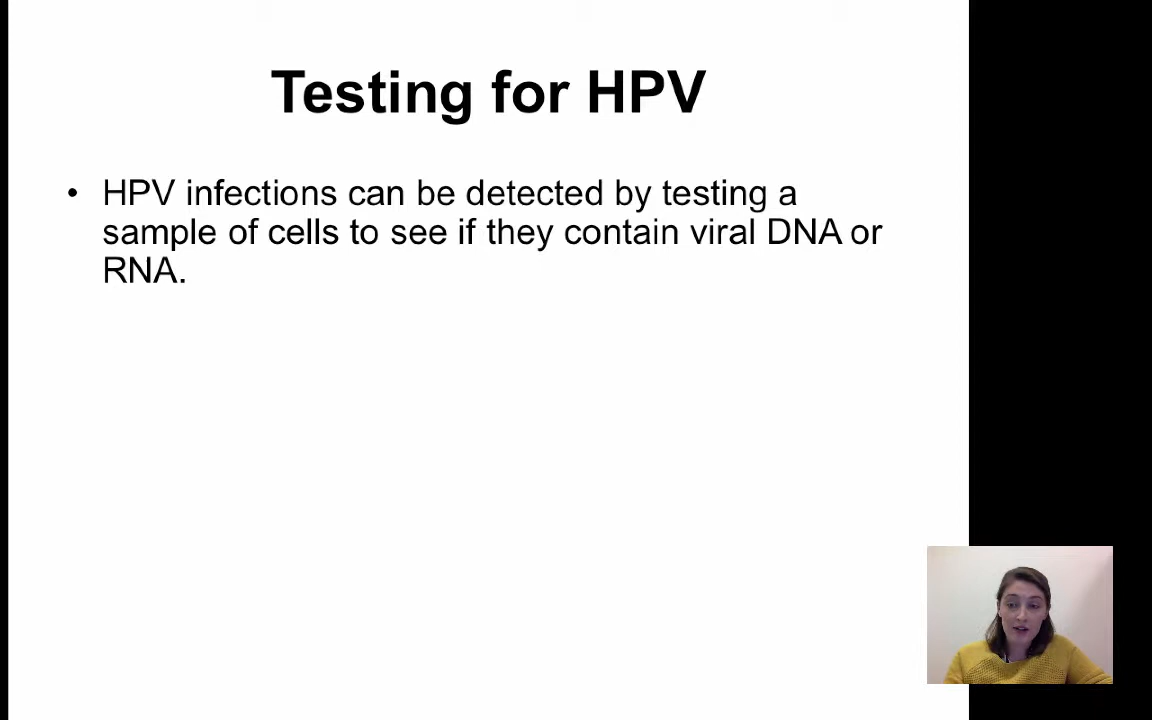 Testing for HPV
• HPV infections can be detected by testing a
sample of cells to see if they contain viral DNA or
RNA.